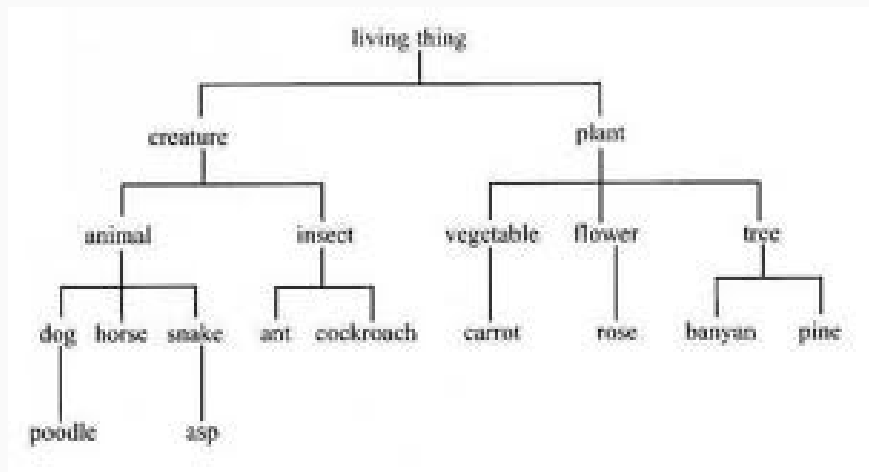 living thing
creature plant
animal insect vegetable flower tree
dog horse snake ant cockroach carrot rose banyan pine
poodle asp